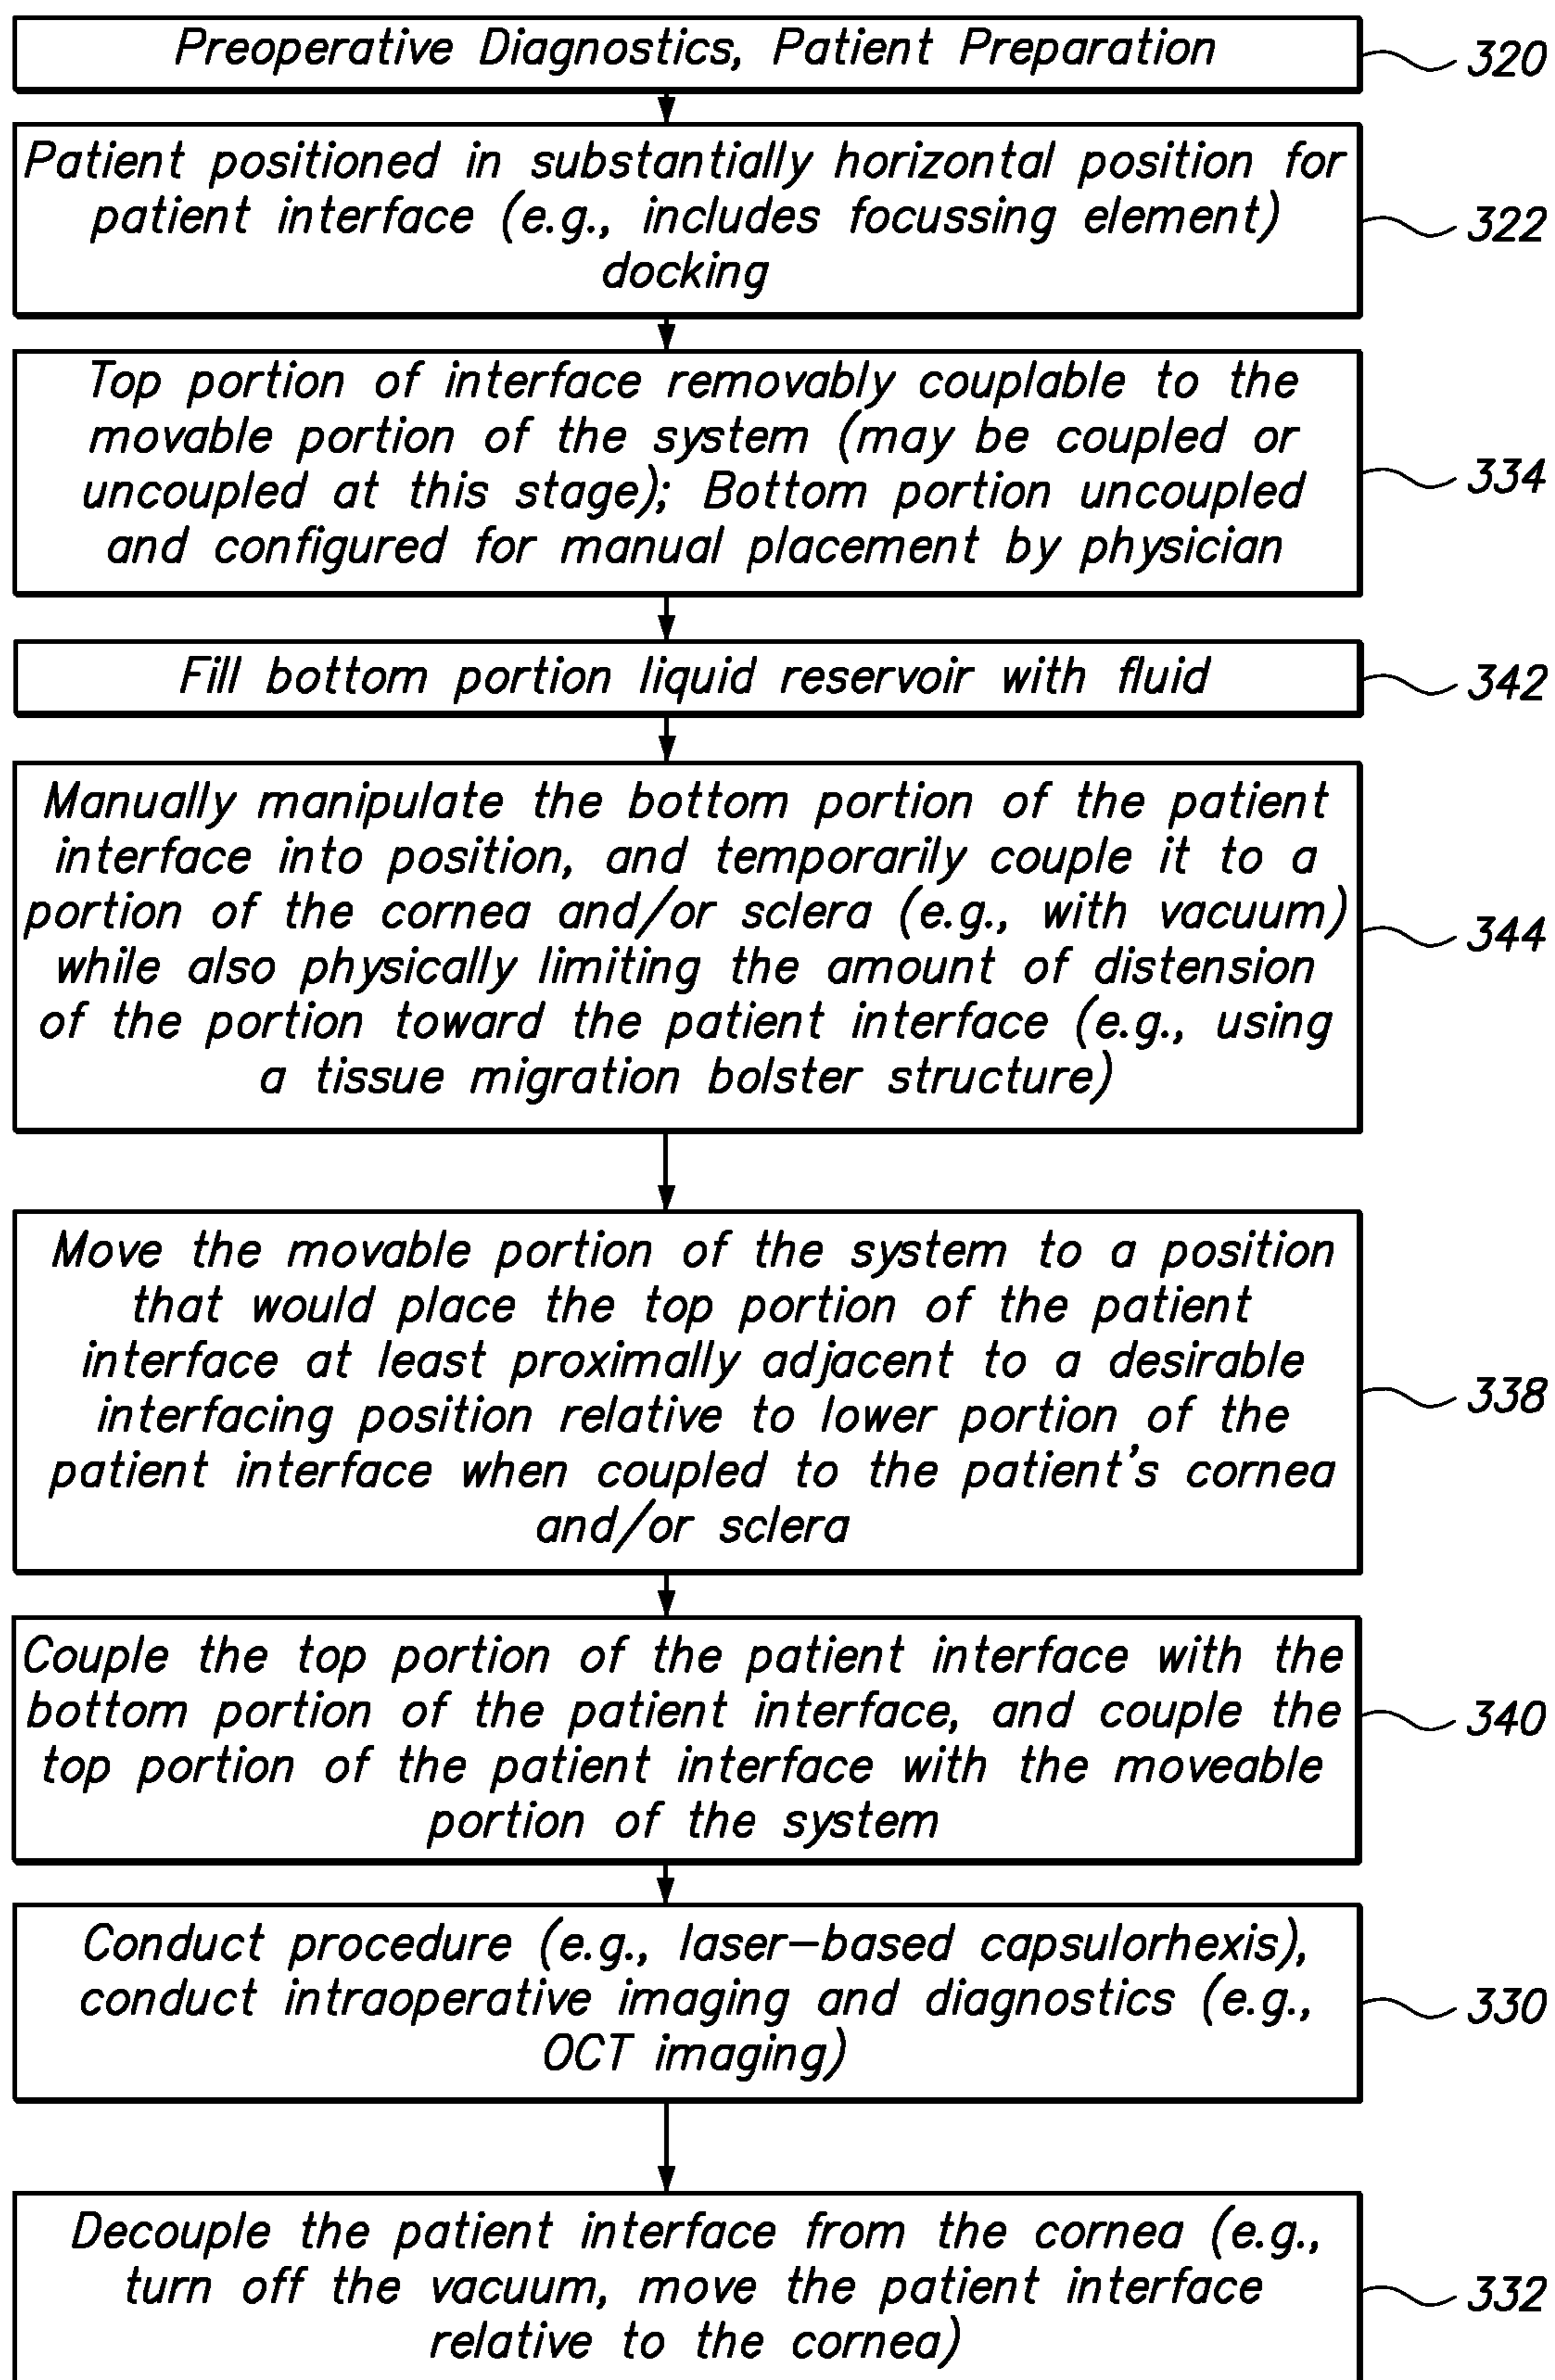 Preoperative Diagnostics, Patient Preparation
320
Patient positioned in substantially horizontal position for
patient interface (e.g., includes focussing element)
docking
322
Top portion of interface removably couplable to the
movable portion of the system (may be coupled or
uncoupled at this stage); Bottom portion uncoupled
and configured for manual placement by physician
334
Fill bottom portion liquid reservoir with fluid
342
Manually manipulate the bottom portion of the patient
interface into position, and temporarily couple it to a
portion of the cornea and/or sclera (e.g., with vacuum)
while also physically limiting the amount of distension
of the portion toward the patient interface (e.g., using
a tissue migration bolster structure)
344
Move the movable portion of the system to a position
that would place the top portion of the patient
interface at least proximally adjacent to a desirable
interfacing position relative to lower portion of the
patient interface when coupled to the patient's cornea
and/or sclera
338
Couple the top portion of the patient interface with the
bottom portion of the patient interface, and couple the
top portion of the patient interface with the moveable
portion of the system
340
Conduct procedure (e.g., laser-based capsulorhexis),
conduct intraoperative imaging and diagnostics (e.g.,
OCT imaging)
330
Decouple the patient interface from the cornea (e.g.,
turn off the vacuum, move the patient interface
relative to the cornea)
332